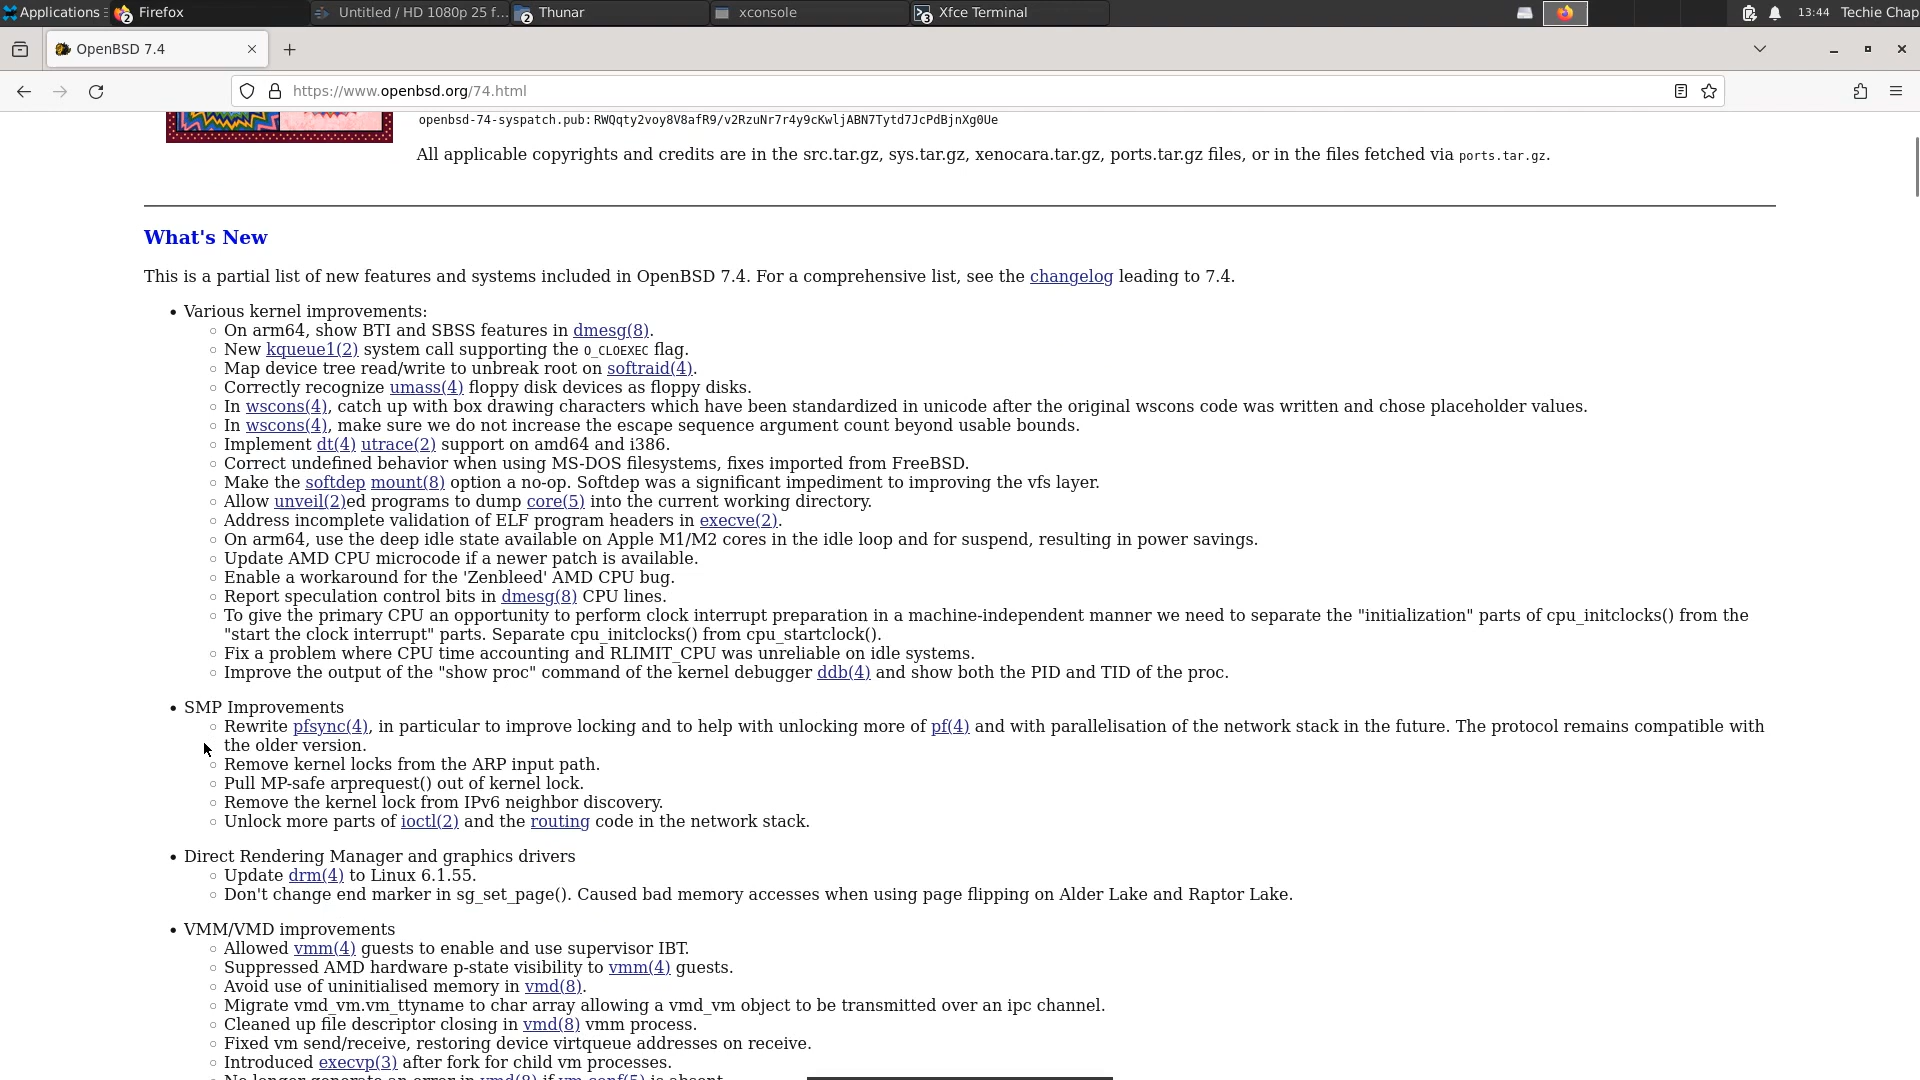 Applications
Firefox
2
Untitled / HD 1080p 25 f...
Thunar
2
xconsole
Xfce Terminal
3
13:44
Techie Chap
OpenBSD 7.4
https://www.openbsd.org/74.html
openbsd-74-syspatch.pub: RWQqty2voy8V8afR9/v2RzuNr7r4y9cKwljABN7Tytd7JcPdBjnXg0Ue
All applicable copyrights and credits are in the src.tar.gz, sys.tar.gz, xenocara.tar.gz, ports.tar.gz files, or in the files fetched via ports.tar.gz.
What's New
This is a partial list of new features and systems included in OpenBSD 7.4. For a comprehensive list, see the changelog leading to 7.4.
• Various kernel improvements:
○ On arm64, show BTI and SBSS features in dmesg(8).
○ New kqueue1(2) system call supporting the O_CLOEXEC flag.
○ Map device tree read/write to unbreak root on softraid(4).
○ Correctly recognize umass(4) floppy disk devices as floppy disks.
○ In wscons(4), catch up with box drawing characters which have been standardized in unicode after the original wscons code was written and chose placeholder values.
○ In wscons(4), make sure we do not increase the escape sequence argument count beyond usable bounds.
○ Implement dt(4) utrace(2) support on amd64 and i386.
○ Correct undefined behavior when using MS-DOS filesystems, fixes imported from FreeBSD.
○ Make the softdep mount(8) option a no-op. Softdep was a significant impediment to improving the vfs layer.
○ Allow unveil(2)ed programs to dump core(5) into the current working directory.
○ Address incomplete validation of ELF program headers in execve(2).
○ On arm64, use the deep idle state available on Apple M1/M2 cores in the idle loop and for suspend, resulting in power savings.
○ Update AMD CPU microcode if a newer patch is available.
○ Enable a workaround for the 'Zenbleed' AMD CPU bug.
○ Report speculation control bits in dmesg(8) CPU lines.
○ To give the primary CPU an opportunity to perform clock interrupt preparation in a machine-independent manner we need to separate the "initialization" parts of cpu_initclocks() from the
"start the clock interrupt" parts. Separate cpu_initclocks() from cpu_startclock().
○ Fix a problem where CPU time accounting and RLIMIT_CPU was unreliable on idle systems.
○ Improve the output of the "show proc" command of the kernel debugger ddb(4) and show both the PID and TID of the proc.
• SMP Improvements
○ Rewrite pfsync(4), in particular to improve locking and to help with unlocking more of pf(4) and with parallelisation of the network stack in the future. The protocol remains compatible with
the older version.
○ Remove kernel locks from the ARP input path.
○ Pull MP-safe arprequest() out of kernel lock.
○ Remove the kernel lock from IPv6 neighbor discovery.
○ Unlock more parts of ioctl(2) and the routing code in the network stack.
• Direct Rendering Manager and graphics drivers
○ Update drm(4) to Linux 6.1.55.
○ Don't change end marker in sg_set_page(). Caused bad memory accesses when using page flipping on Alder Lake and Raptor Lake.
• VMM/VMD improvements
○ Allowed vmm(4) guests to enable and use supervisor IBT.
○ Suppressed AMD hardware p-state visibility to vmm(4) guests.
○ Avoid use of uninitialised memory in vmd(8).
○ Migrate vmd_vm.vm_ttyname to char array allowing a vmd_vm object to be transmitted over an ipc channel.
○ Cleaned up file descriptor closing in vmd(8) vmm process.
○ Fixed vm send/receive, restoring device virtqueue addresses on receive.
○ Introduced execvp(3) after fork for child vm processes.
○ No longer generate an error in vmd(8) if vm.conf(5) is absent.